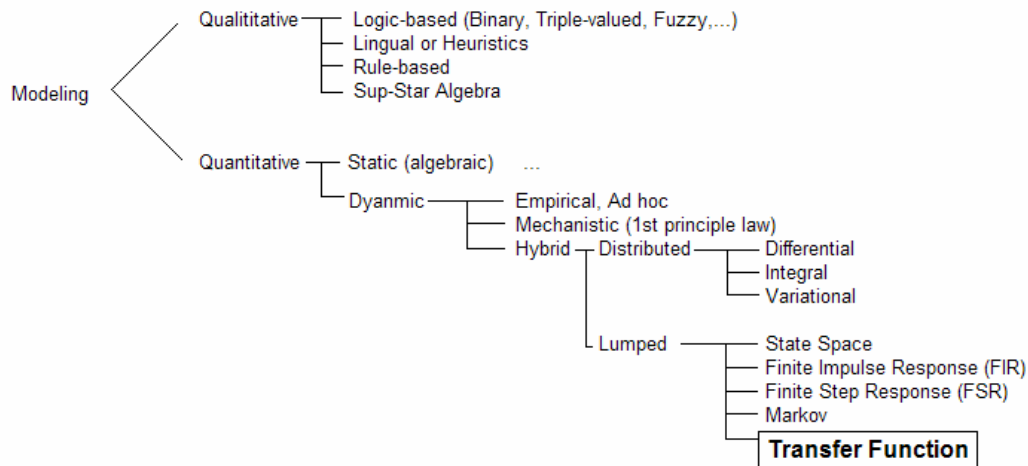 Qualititative Logic-based (Binary, Triple-valued, Fuzzy,...)
Lingual or Heuristics
Rule-based
Modeling Sup-Star Algebra
Quantitative Static (algebraic) ...
Dyanmic Empirical, Ad hoc
Mechanistic (1st principle law)
Hybrid Distributed Differential
Integral
Variational
Lumped State Space
Finite Impulse Response (FIR)
Finite Step Response (FSR)
Markov
Transfer Function